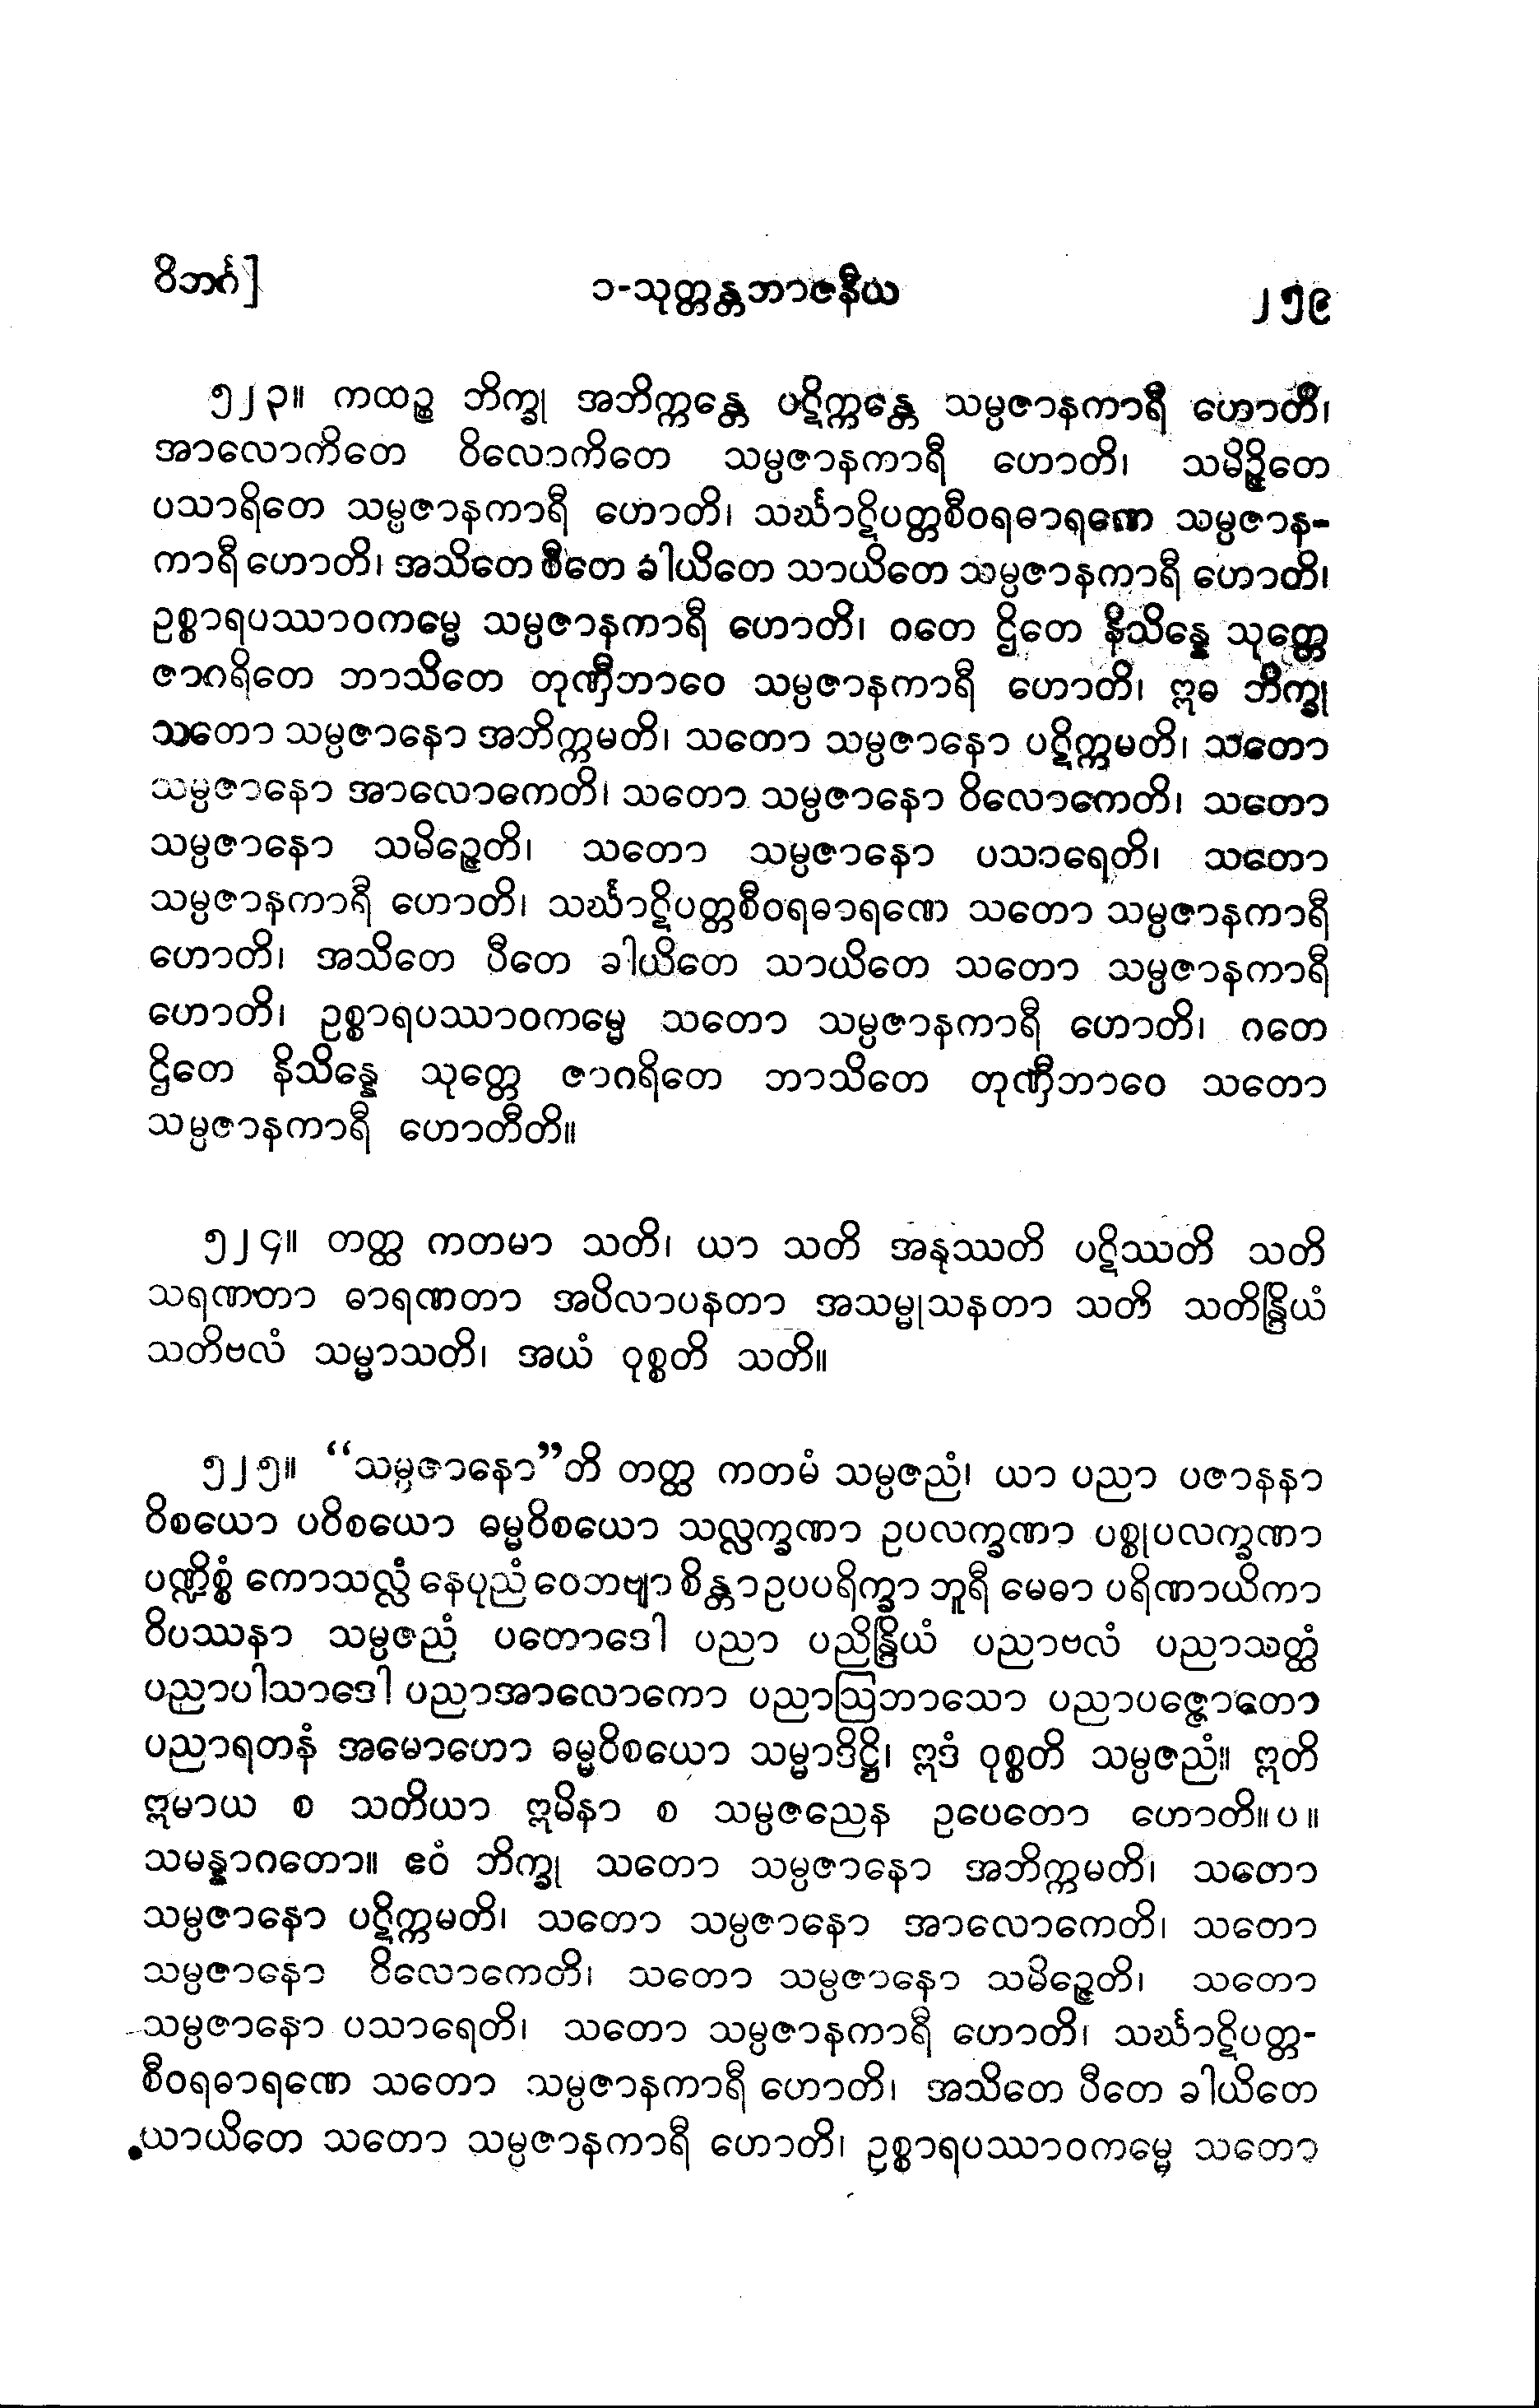 ဝိဘင်္ဂ] ၁-သုတ္တန္တဘာဇနီယ ၂၅၉
၅၂၃။ ကထဉ္စ ဘိက္ခု အဘိက္ကန္တေ ပဋိက္ကန္တေ သမ္ပဇာနကာရီ ဟောတိ၊
အာလောကိတေ ဝိလောကိတေ သမ္ပဇာနကာရီ ဟောတိ၊ သမိဉ္ဇိတေ
ပသာရိတေ သမ္ပဇာနကာရီ ဟောတိ၊ သင်္ဃာဋိပတ္တစီဝရဓာရဏေ သမ္ပဇာန-
ကာရီ ဟောတိ၊ အသိတေ ပီတေ ခါယိတေ သာယိတေ သမ္ပဇာနကာရီ ဟောတိ၊
ဥစ္စာရပဿာဝကမ္မေ သမ္ပဇာနကာရီ ဟောတိ၊ ဂတေ ဌိတေ နိသိန္နေ သုတ္တေ
ဇာဂရိတေ ဘာသိတေ တုဏှီဘာဝေ သမ္ပဇာနကာရီ ဟောတိ၊ ဣဓ ဘိက္ခု
သတော သမ္ပဇာနော အဘိက္ကမတိ၊ သတော သမ္ပဇာနော ပဋိက္ကမတိ၊ သတော
သမ္ပဇာနော အာလောကေတိ၊ သတော သမ္ပဇာနော ဝိလောကေတိ၊ သတော
သမ္ပဇာနော သမိဉ္ဇေတိ၊ သတော သမ္ပဇာနော ပသာရေတိ၊ သတော
သမ္ပဇာနကာရီ ဟောတိ၊ သင်္ဃာဋိပတ္တစီဝရဓာရဏေ သတော သမ္ပဇာနကာရီ
ဟောတိ၊ အသိတေ ပီတေ ခါယိတေ သာယိတေ သတော သမ္ပဇာနကာရီ
ဟောတိ၊ ဥစ္စာရပဿာဝကမ္မေ သတော သမ္ပဇာနကာရီ ဟောတိ၊ ဂတေ
ဌိတေ နိသိန္နေ သုတ္တေ ဇာဂရိတေ ဘာသိတေ တုဏှီဘာဝေ သတော
သမ္ပဇာနကာရီ ဟောတီတိ။
၅၂၄။ တတ္ထ ကတမာ သတိ၊ ယာ သတိ အနုဿတိ ပဋိဿတိ သတိ
သရဏတာ ဓာရဏတာ အပိလာပနတာ အသမ္မုသနတာ သတိ သတိန္ဒြိယံ
သတိဗလံ သမ္မာသတိ၊ အယံ ဝုစ္စတိ သတိ။
၅၂၅။ “သမ္ပဇာနော”တိ တတ္ထ ကတမံ သမ္ပဇညံ၊ ယာ ပညာ ပဇာနနာ
ဝိစယော ပဝိစယော ဓမ္မဝိစယော သလ္လက္ခဏာ ဥပလက္ခဏာ ပစ္စုပလက္ခဏာ
ပဏ္ဍိစ္စံ ကောသလ္လံ နေပုညံ ဝေဘဗျာ စိန္တာ ဥပပရိက္ခာ ဘူရီ မေဓာ ပရိဏာယိကာ
ဝိပဿနာ သမ္ပဇညံ ပတောဒေါ ပညာ ပညိန္ဒြိယံ ပညာဗလံ ပညာသတ္ထံ
ပညာပါသာဒေါ ပညာအာလောကော ပညာဩဘာသော ပညာပဇ္ဇောတော
ပညာရတနံ အမောဟော ဓမ္မဝိစယော သမ္မာဒိဋ္ဌိ၊ ဣဒံ ဝုစ္စတိ သမ္ပဇညံ။ ဣတိ
ဣမာယ စ သတိယာ ဣမိနာ စ သမ္ပဇညေန ဥပေတော ဟောတိ။ပ။
သမန္နာဂတော။ ဧဝံ ဘိက္ခု သတော သမ္ပဇာနော အဘိက္ကမတိ၊ သတော
သမ္ပဇာနော ပဋိက္ကမတိ၊ သတော သမ္ပဇာနော အာလောကေတိ၊ သတော
သမ္ပဇာနော ဝိလောကေတိ၊ သတော သမ္ပဇာနော သမိဉ္ဇေတိ၊ သတော
သမ္ပဇာနော ပသာရေတိ၊ သတော သမ္ပဇာနကာရီ ဟောတိ၊ သင်္ဃာဋိပတ္တ-
စီဝရဓာရဏေ သတော သမ္ပဇာနကာရီ ဟောတိ၊ အသိတေ ပီတေ ခါယိတေ
ယာယိတေ သတော သမ္ပဇာနကာရီ ဟောတိ၊ ဥစ္စာရပဿာဝကမ္မေ သတော